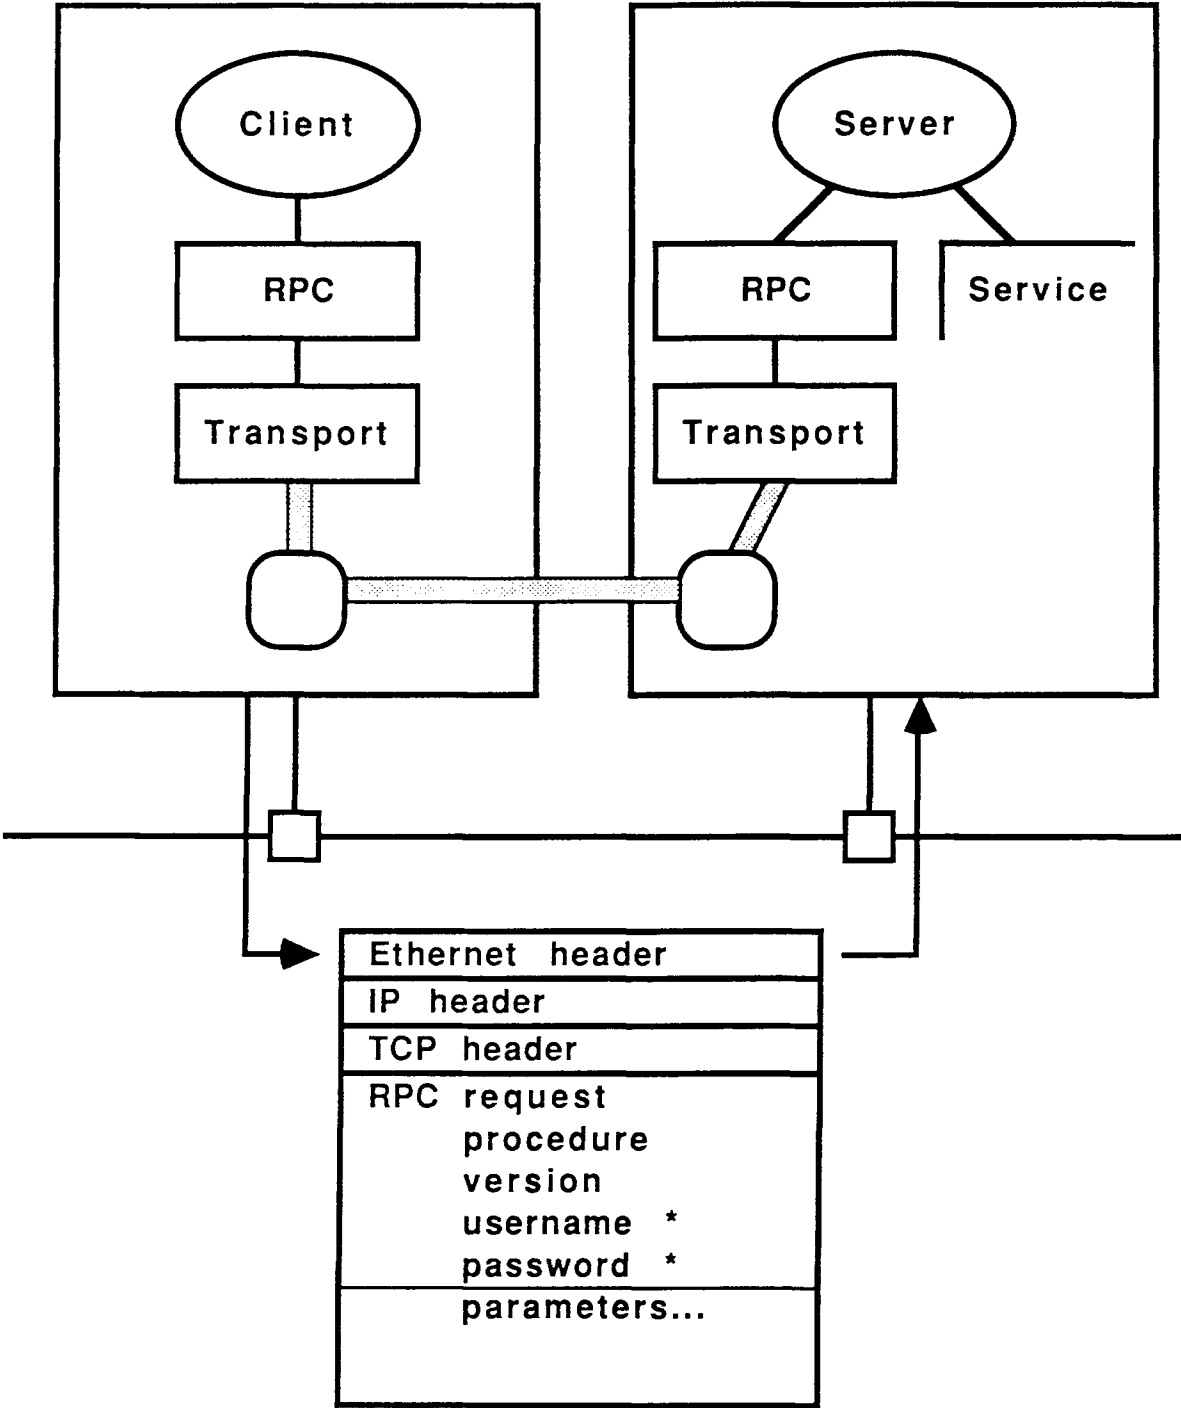 Client
RPC
Transport
Server
RPC
Service
Transport
Ethernet header
IP header
TCP header
RPC request
procedure
version
username *
password *
parameters...